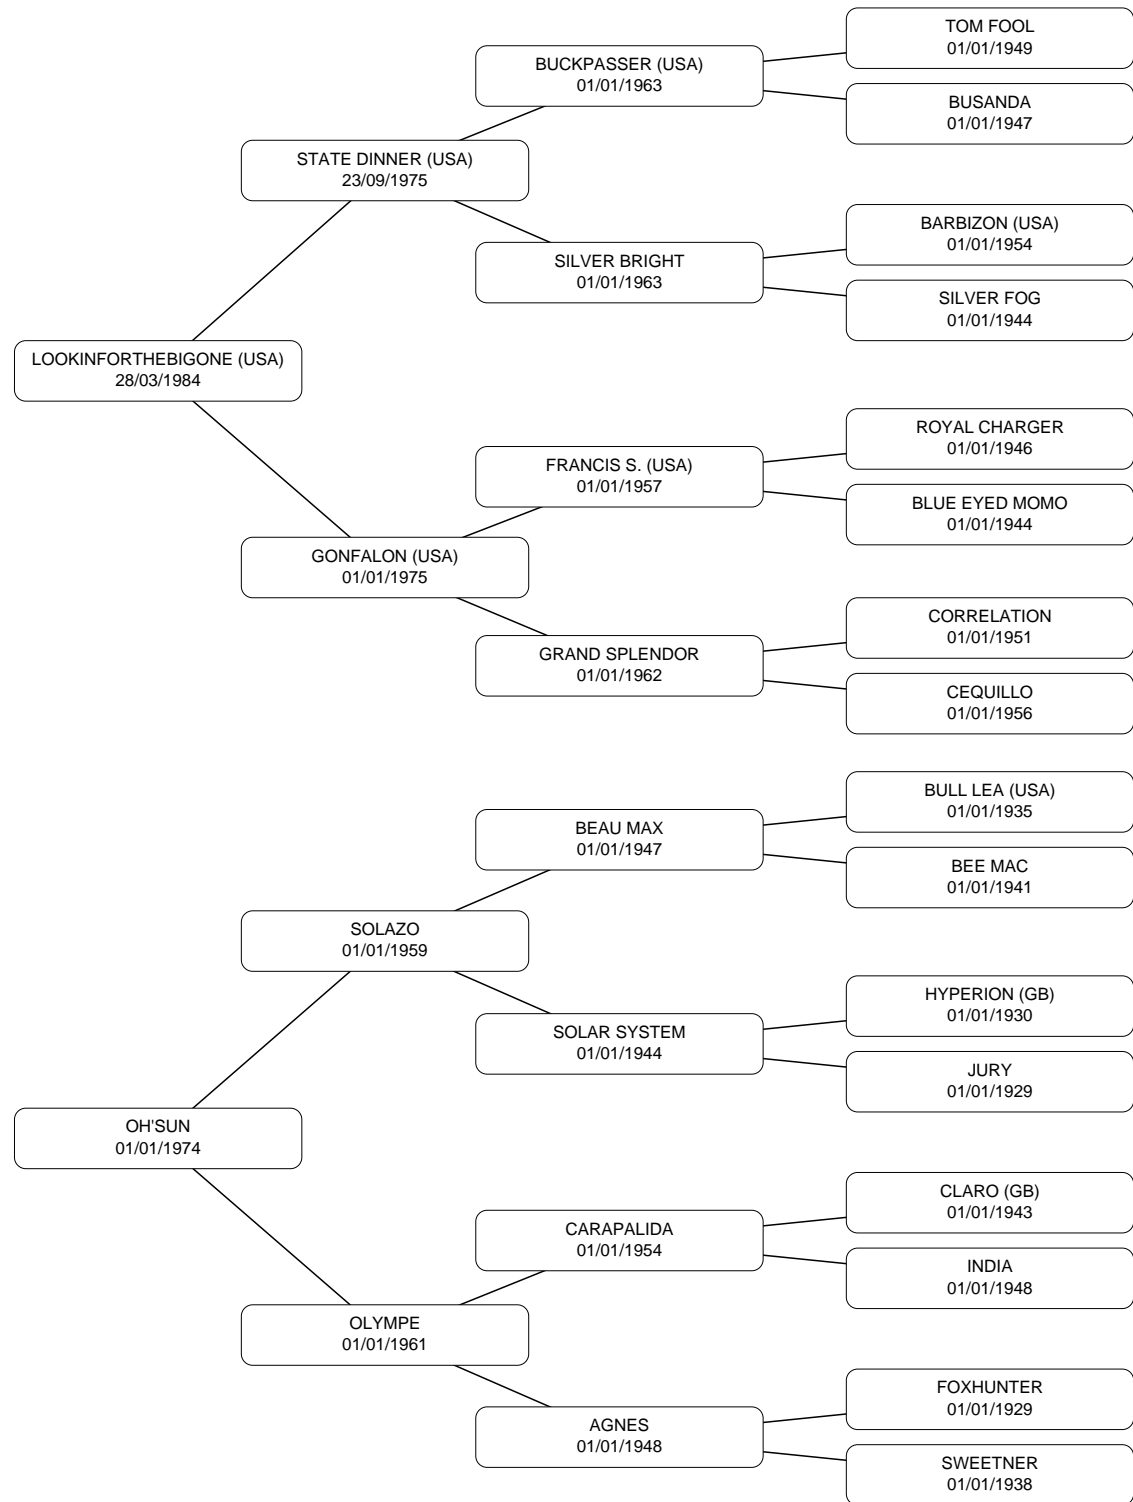 TOM FOOL
01/01/1949
BUCKPASSER (USA)
01/01/1963
BUSANDA
01/01/1947
STATE DINNER (USA)
23/09/1975
BARBIZON (USA)
01/01/1954
SILVER BRIGHT
01/01/1963
SILVER FOG
01/01/1944
LOOKINFORTHEBIGONE (USA)
28/03/1984
ROYAL CHARGER
01/01/1946
FRANCIS S. (USA)
01/01/1957
BLUE EYED MOMO
01/01/1944
GONFALON (USA)
01/01/1975
CORRELATION
01/01/1951
GRAND SPLENDOR
01/01/1962
CEQUILLO
01/01/1956
BULL LEA (USA)
01/01/1935
BEAU MAX
01/01/1947
BEE MAC
01/01/1941
SOLAZO
01/01/1959
HYPERION (GB)
01/01/1930
SOLAR SYSTEM
01/01/1944
JURY
01/01/1929
OH'SUN
01/01/1974
CLARO (GB)
01/01/1943
CARAPALIDA
01/01/1954
INDIA
01/01/1948
OLYMPE
01/01/1961
FOXHUNTER
01/01/1929
AGNES
01/01/1948
SWEETNER
01/01/1938